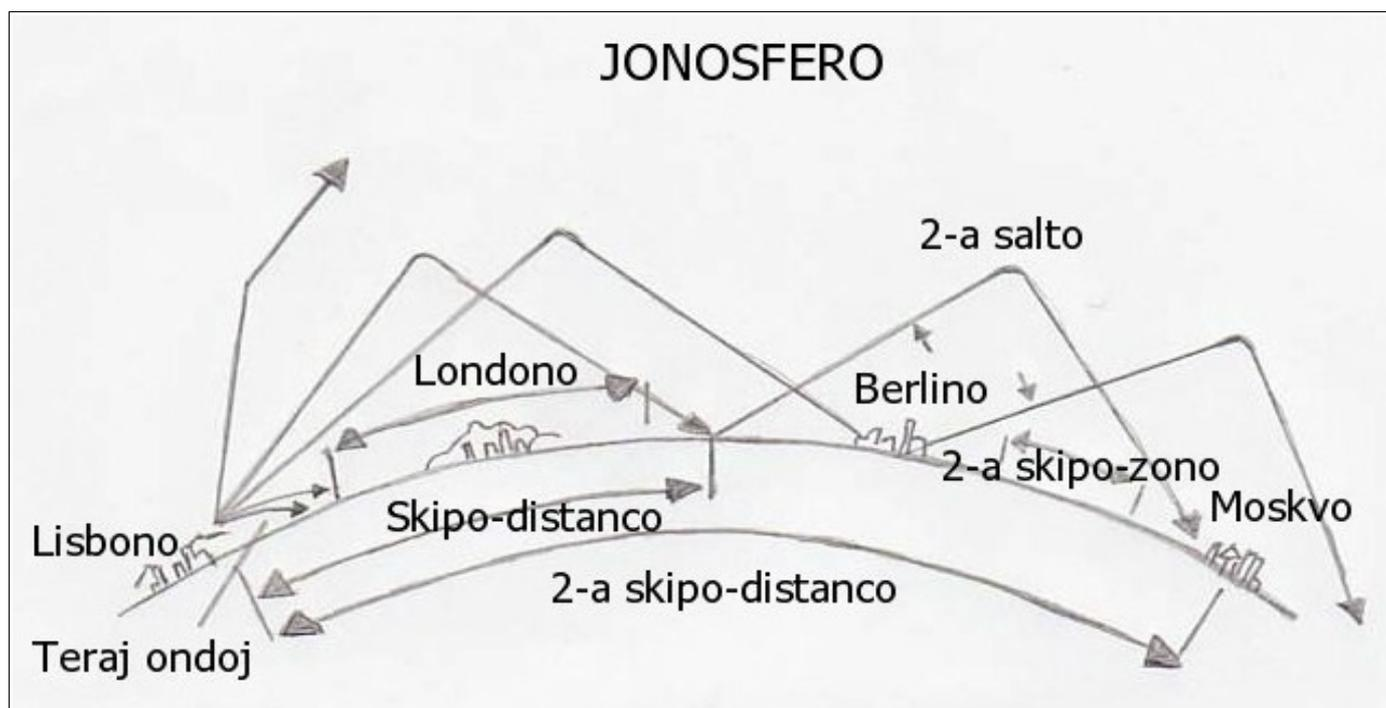 JONOSFERO
2-a salto
Londono
Berlino
2-a skipo-zono
Skipo-distanco
Moskvo
Lisbono
2-a skipo-distanco
Teraj ondoj